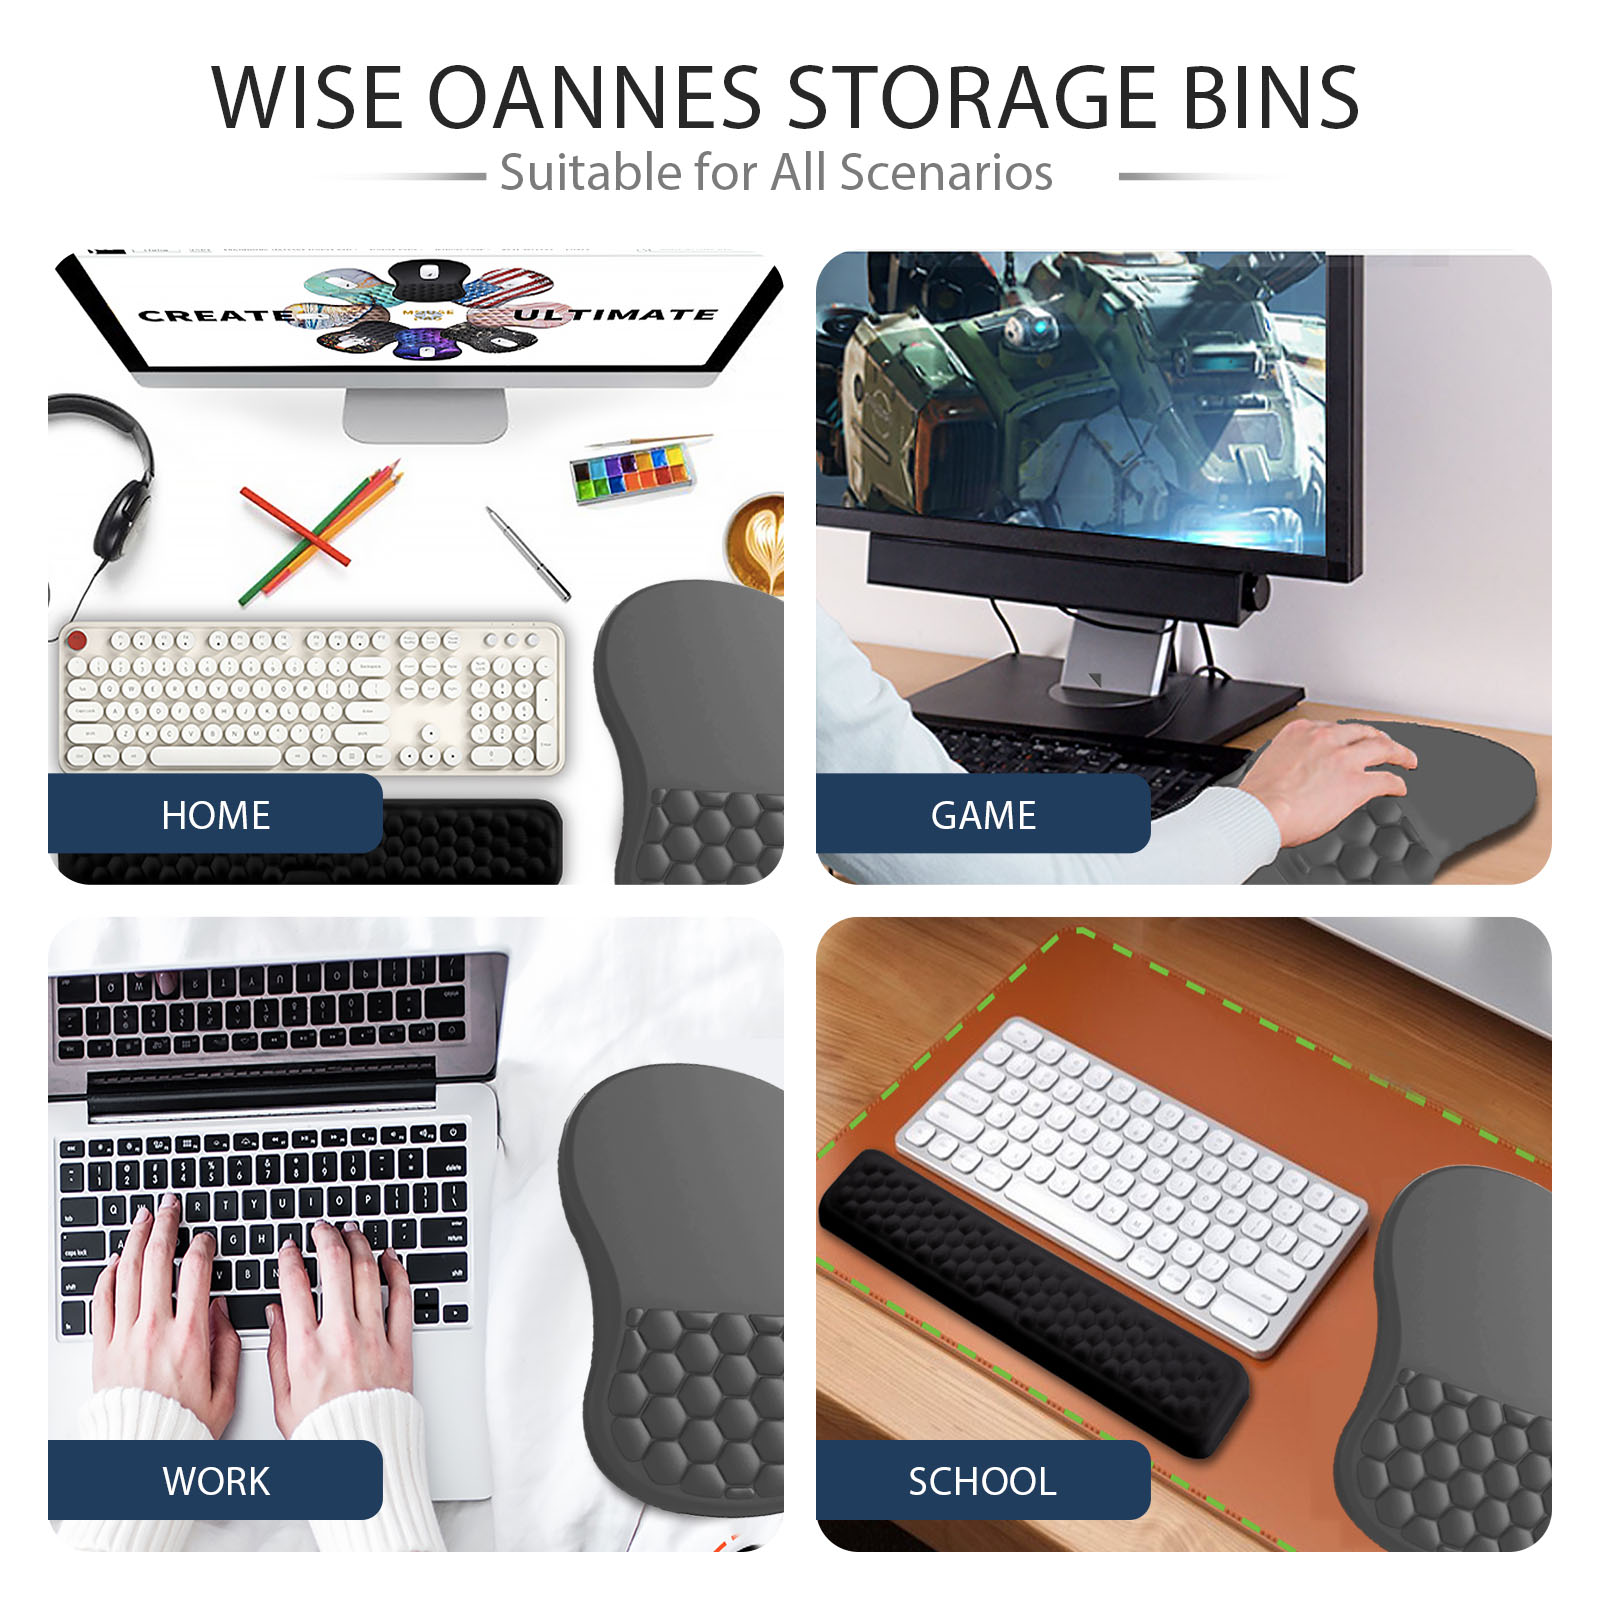 WISE OANNES STORAGE BINS
Suitable for All Scenarios
CREATE ULTIMATE
HOME
GAME
WORK
SCHOOL